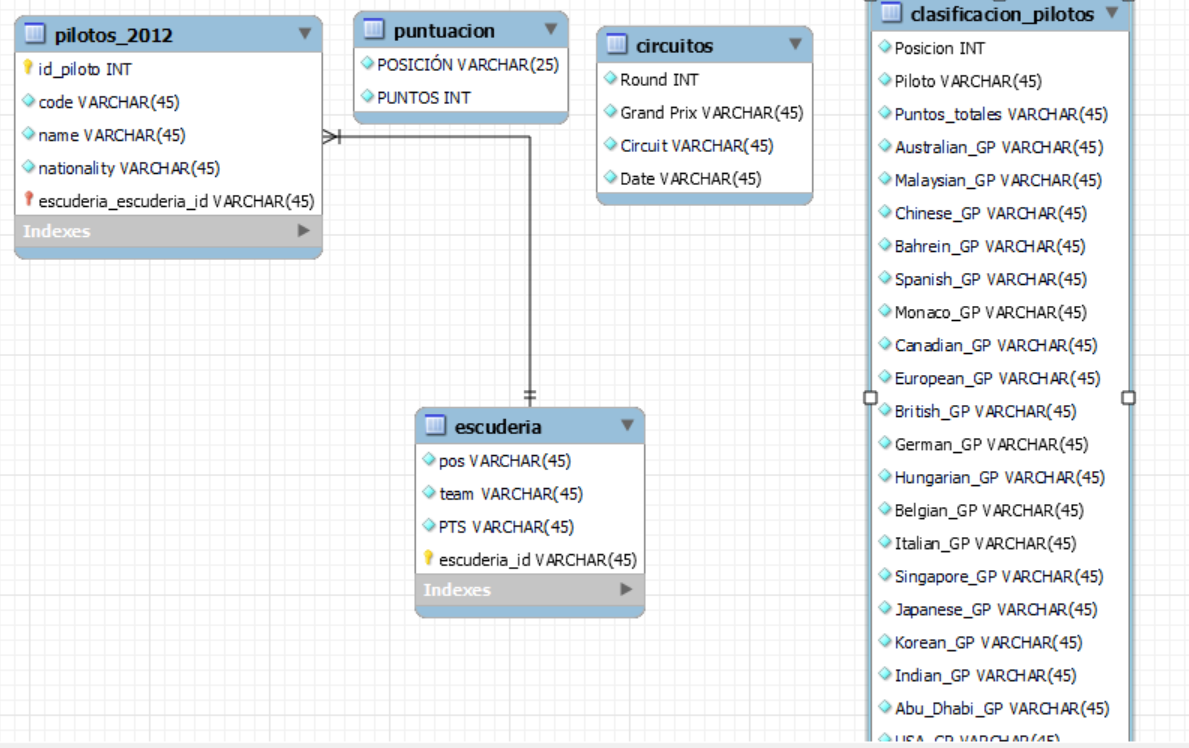 pilotos_2012
id_piloto INT
code VARCHAR(45)
name VARCHAR(45)
nationality VARCHAR(45)
escuderia_escuderia_id VARCHAR(45)
Indexes
puntuacion
POSICIÓN VARCHAR(25)
PUNTOS INT
circuitos
Round INT
Grand Prix VARCHAR(45)
Circuit VARCHAR(45)
Date VARCHAR(45)
escuderia
pos VARCHAR(45)
team VARCHAR(45)
PTS VARCHAR(45)
escuderia_id VARCHAR(45)
Indexes
clasificacion_pilotos
Posicion INT
Piloto VARCHAR(45)
Puntos_totales VARCHAR(45)
Australian_GP VARCHAR(45)
Malaysian_GP VARCHAR(45)
Chinese_GP VARCHAR(45)
Bahrein_GP VARCHAR(45)
Spanish_GP VARCHAR(45)
Monaco_GP VARCHAR(45)
Canadian_GP VARCHAR(45)
European_GP VARCHAR(45)
British_GP VARCHAR(45)
German_GP VARCHAR(45)
Hungarian_GP VARCHAR(45)
Belgian_GP VARCHAR(45)
Italian_GP VARCHAR(45)
Singapore_GP VARCHAR(45)
Japanese_GP VARCHAR(45)
Korean_GP VARCHAR(45)
Indian_GP VARCHAR(45)
Abu_Dhabi_GP VARCHAR(45)
USA_GP VARCHAR(45)